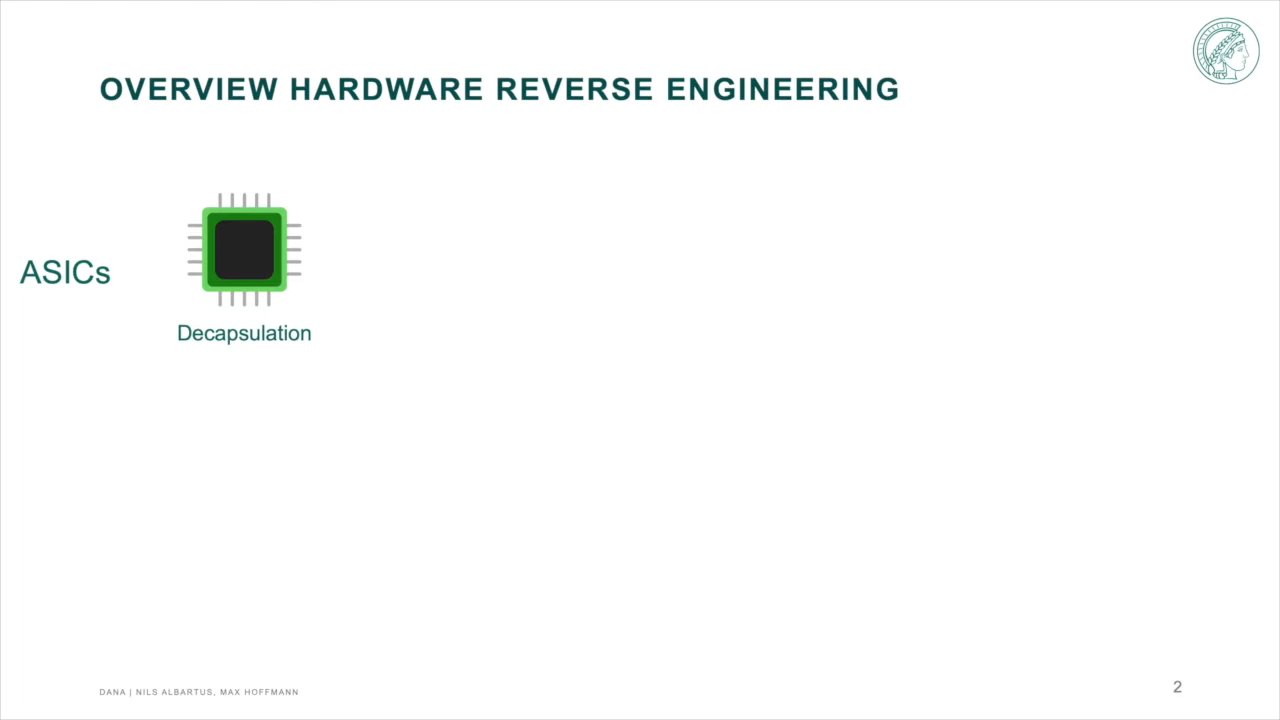 OVERVIEW HARDWARE REVERSE ENGINEERING
ASICs
Decapsulation
DANA | NILS ALBARTUS, MAX HOFFMANN
2